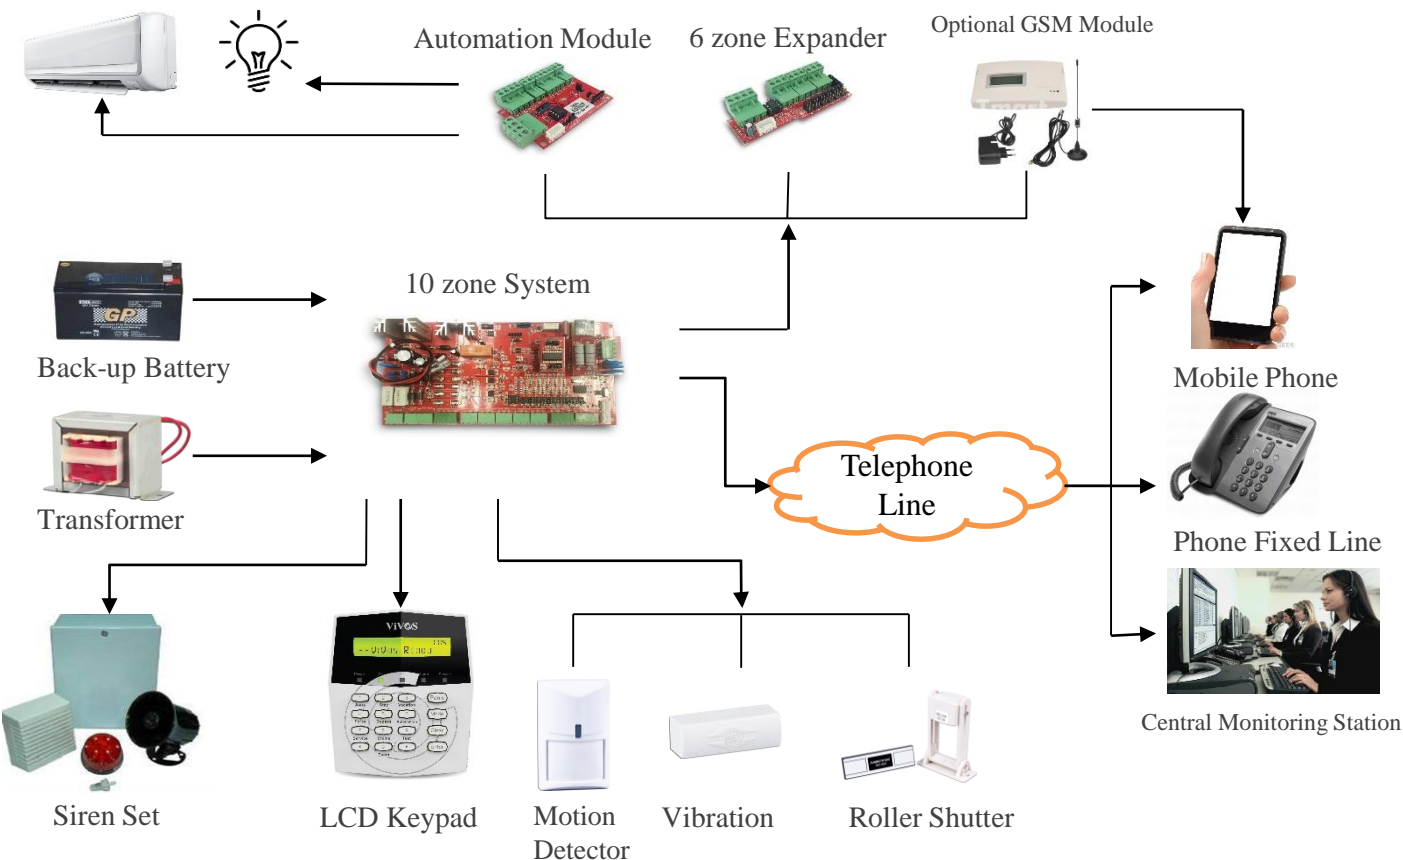 Automation Module
6 zone Expander
Optional GSM Module
10 zone System
GP
Back-up Battery
Mobile Phone
Telephone
Line
Transformer
Phone Fixed Line
ViVOS
Central Monitoring Station
Siren Set
LCD Keypad
Motion
Detector
Vibration
Roller Shutter